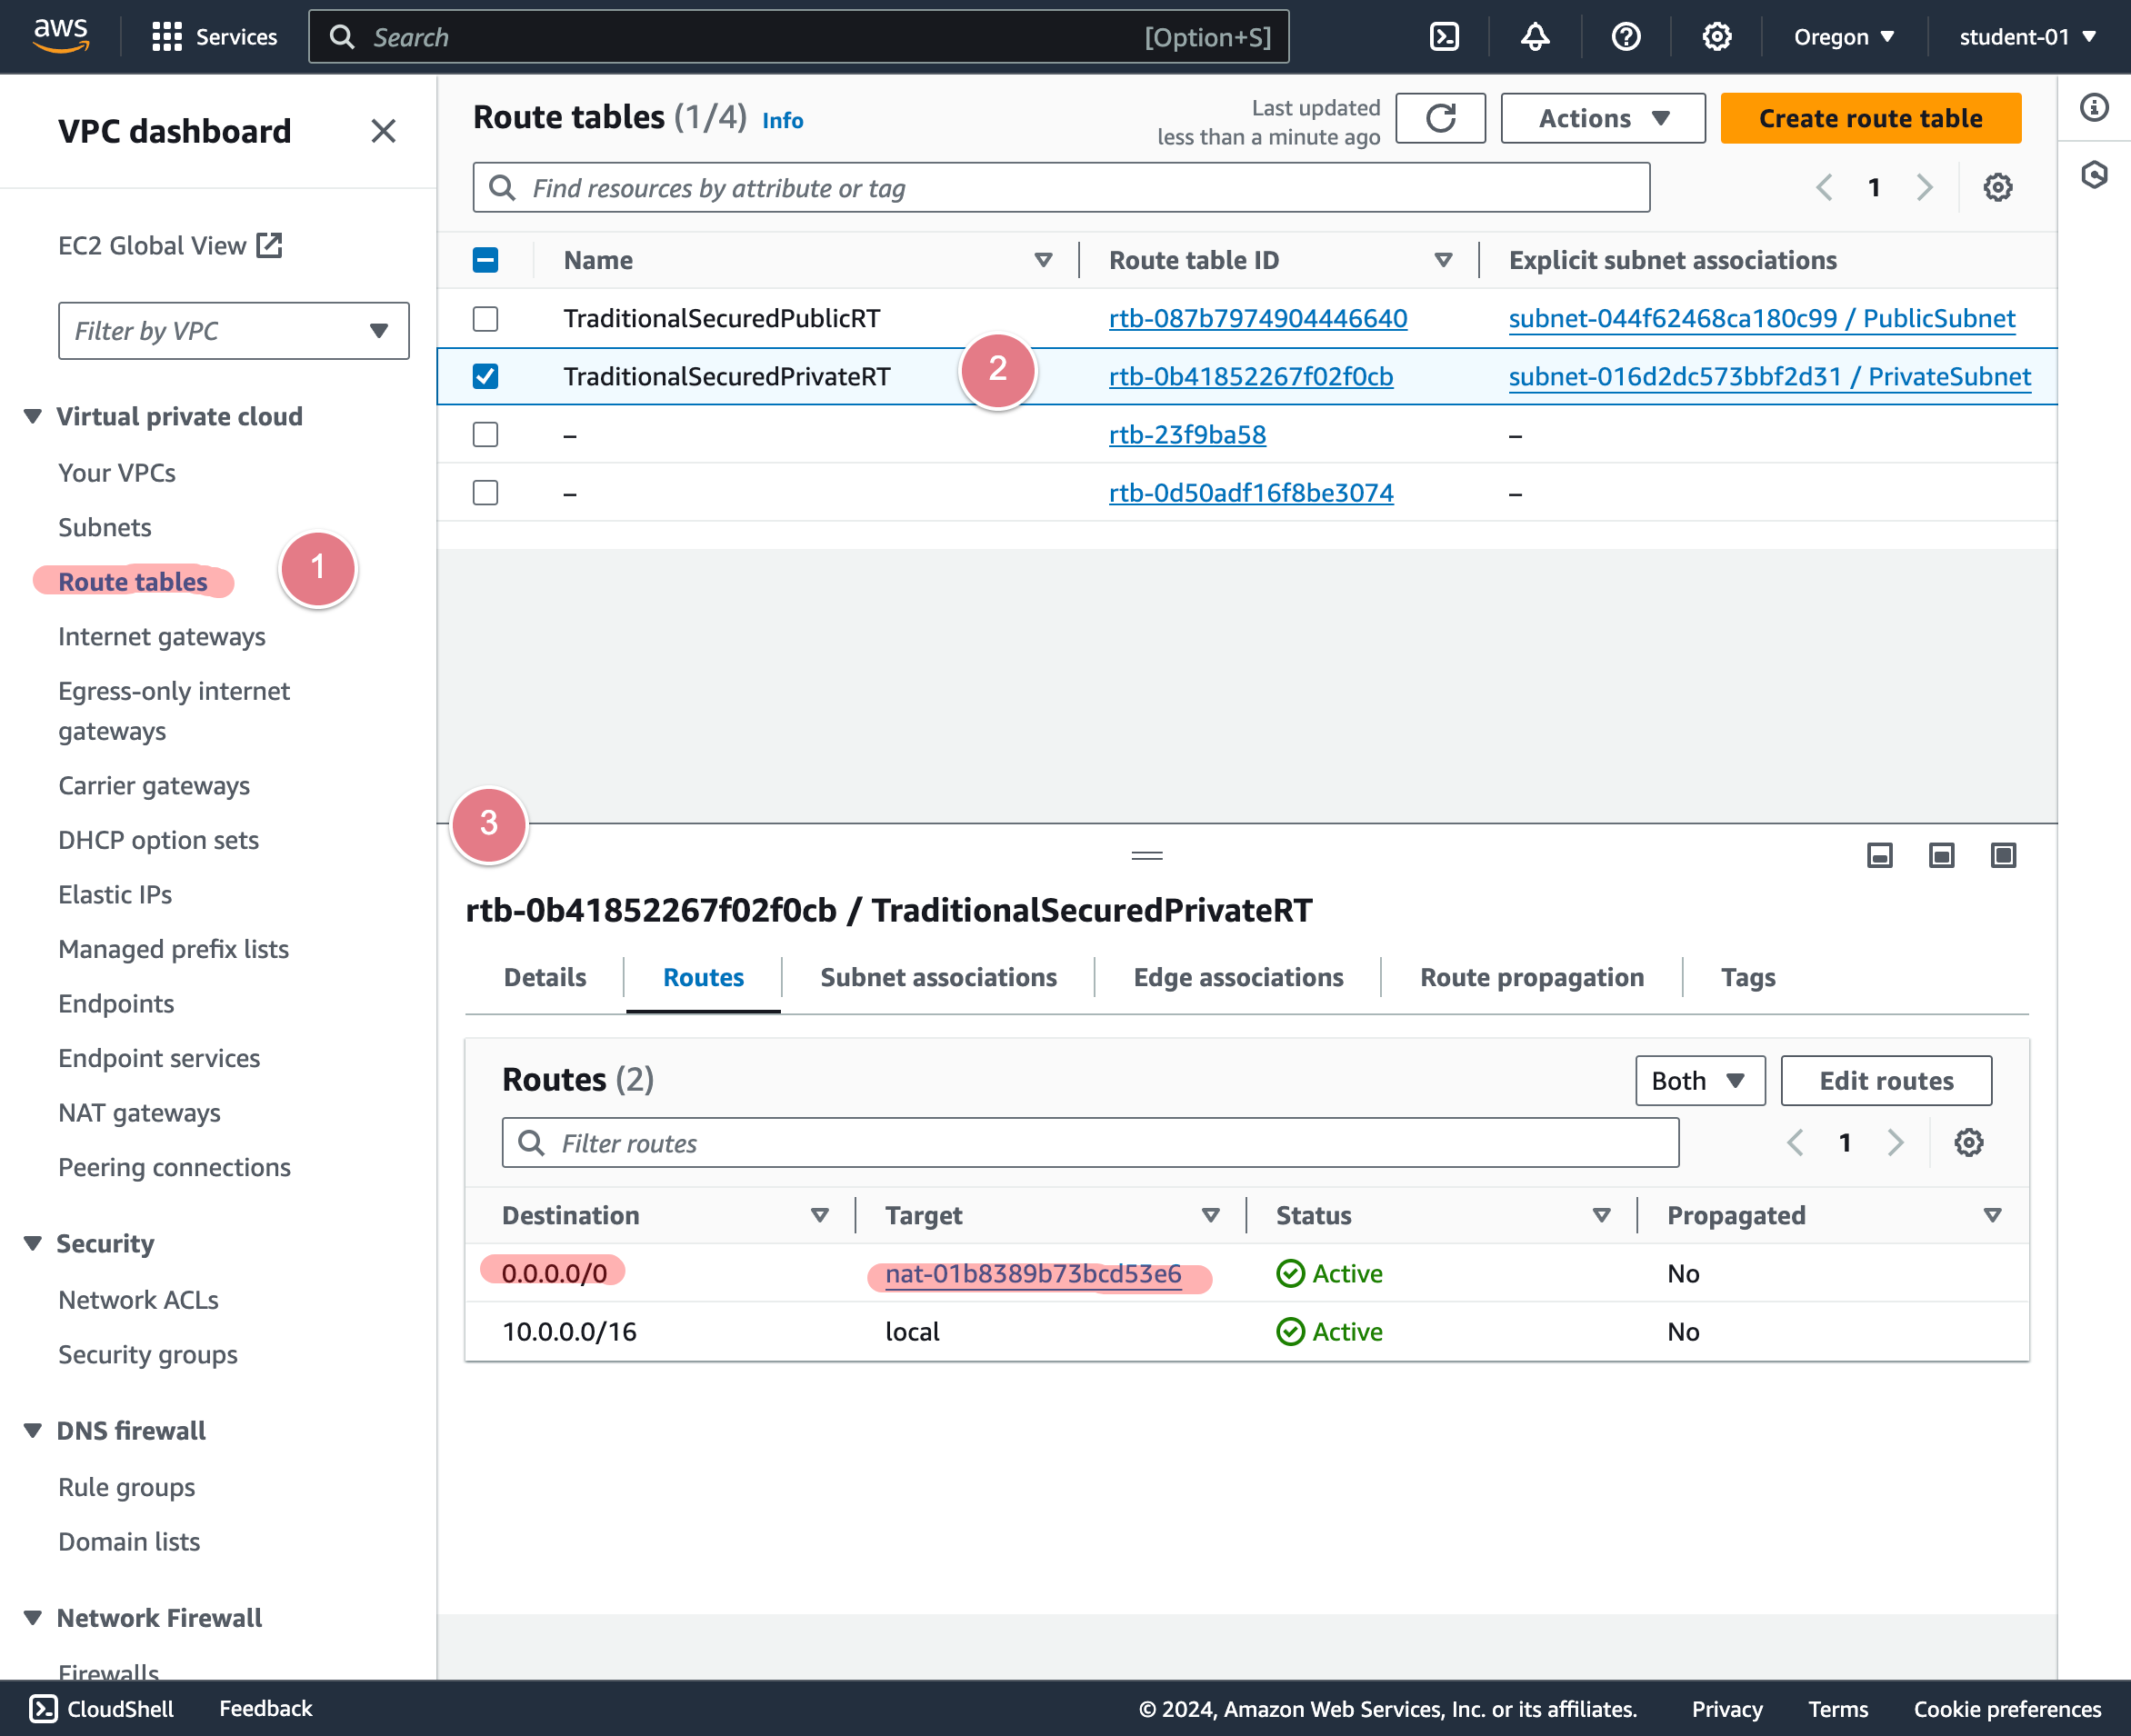 aws
Services
Search
[Option+S]
Oregon
student-01
VPC dashboard
EC2 Global View
Filter by VPC
Virtual private cloud
Your VPCs
Subnets
Route tables
1
Internet gateways
Egress-only internet
gateways
Carrier gateways
DHCP option sets
Elastic IPs
Managed prefix lists
Endpoints
Endpoint services
NAT gateways
Peering connections
Security
Network ACLs
Security groups
DNS firewall
Rule groups
Domain lists
Network Firewall
Firewalls
Route tables (1/4) Info
Last updated
less than a minute ago
Actions
Create route table
Find resources by attribute or tag
1
Name Route table ID Explicit subnet associations
TraditionalSecuredPublicRT rtb-087b7974904446640 subnet-044f62468ca180c99 / PublicSubnet
TraditionalSecuredPrivateRT 2 rtb-0b41852267f02f0cb subnet-016d2dc573bbf2d31 / PrivateSubnet
– rtb-23f9ba58 –
– rtb-0d50adf16f8be3074 –
3
rtb-0b41852267f02f0cb / TraditionalSecuredPrivateRT
Details Routes Subnet associations Edge associations Route propagation Tags
Routes (2)
Both
Edit routes
Filter routes
1
Destination Target Status Propagated
0.0.0.0/0 nat-01b8389b73bcd53e6 Active No
10.0.0.0/16 local Active No
CloudShell Feedback © 2024, Amazon Web Services, Inc. or its affiliates. Privacy Terms Cookie preferences